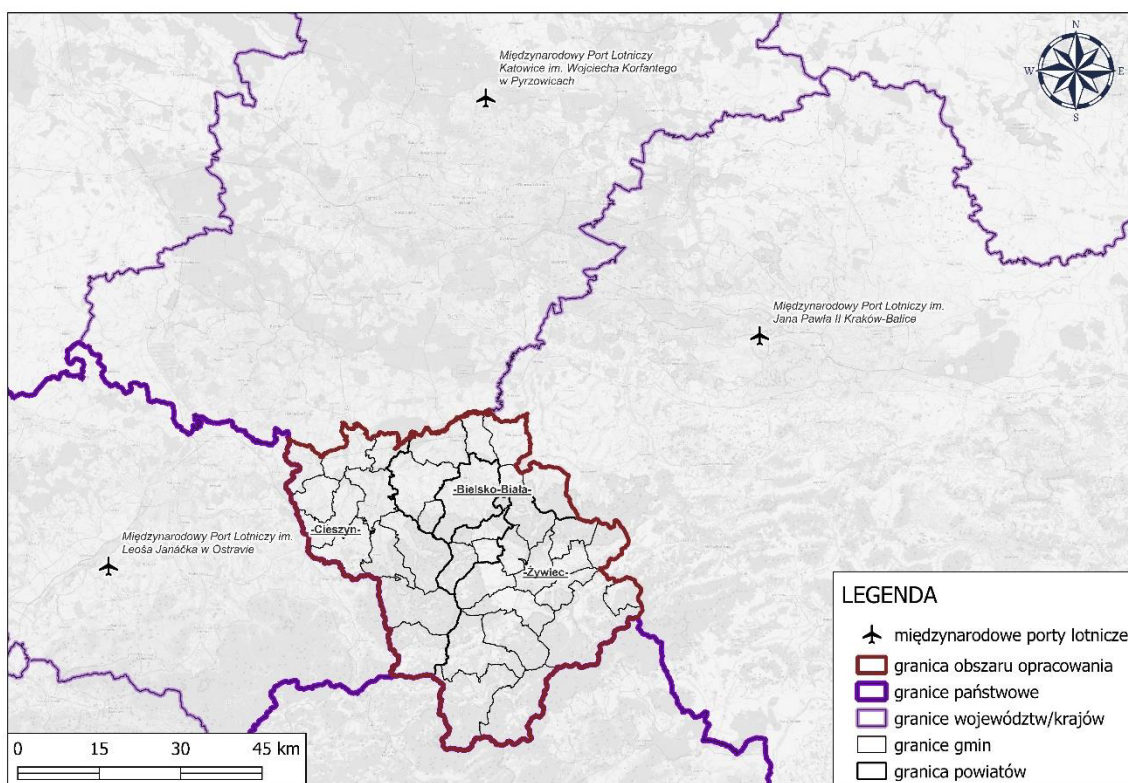 Międzynarodowy Port Lotniczy
Katowice im. Wojciecha Korfantego
w Pyrzowicach
N
W
E
S
Międzynarodowy Port Lotniczy im.
Jana Pawła II Kraków-Balice
-Bielsko-Biała-
-Cieszyn-
Międzynarodowy Port Lotniczy im.
Leoša Janáčka w Ostravie
-Żywiec-
LEGENDA
międzynarodowe porty lotnicze
granica obszaru opracowania
granice państwowe
granice województw/krajów
granice gmin
granica powiatów
0 15 30 45 km